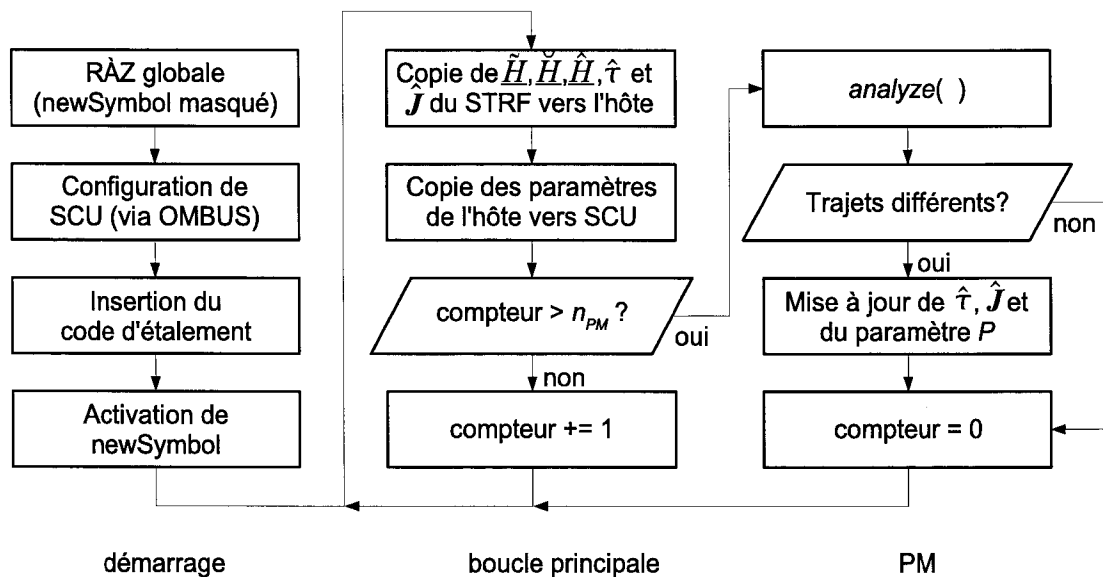 RÀZ globale
(newSymbol masqué)
Configuration de
SCU (via OMBUS)
Insertion du
code d'étalement
Activation de
newSymbol
démarrage
Copie de H̃, H̆, Ĥ, τ̂ et
Ĵ du STRF vers l'hôte
Copie des paramètres
de l'hôte vers SCU
compteur > n_PM ?
oui
non
compteur += 1
boucle principale
analyze( )
Trajets différents?
non
oui
Mise à jour de τ̂, Ĵ et
du paramètre P
compteur = 0
PM